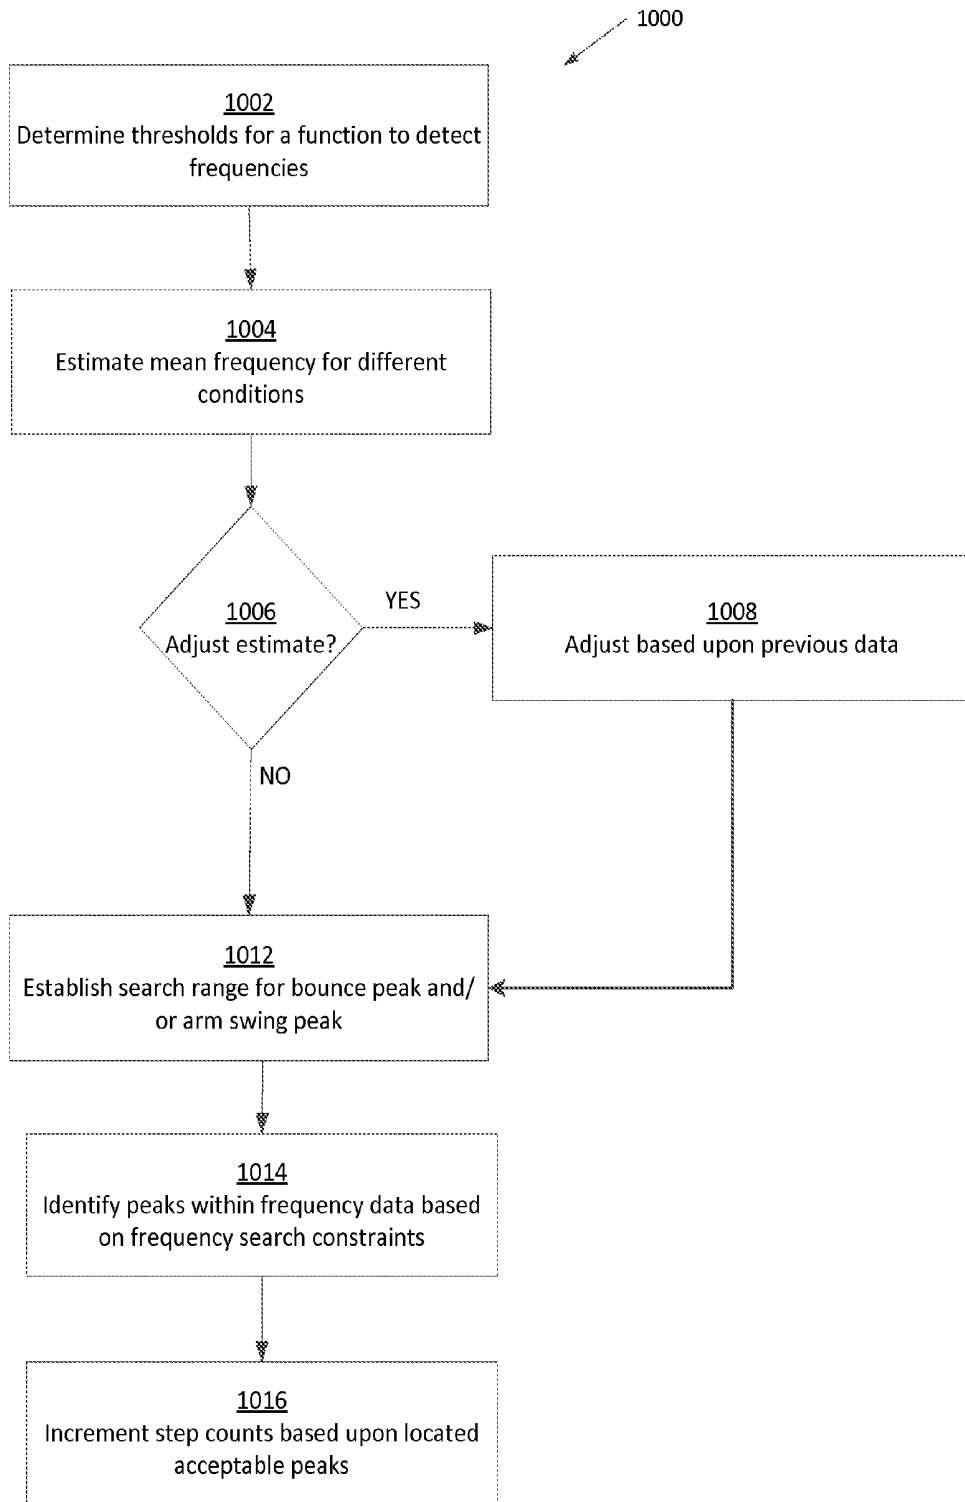 1000
1002
Determine thresholds for a function to detect
frequencies
1004
Estimate mean frequency for different
conditions
1006
Adjust estimate?
YES
1008
Adjust based upon previous data
NO
1012
Establish search range for bounce peak and/
or arm swing peak
1014
Identify peaks within frequency data based
on frequency search constraints
1016
Increment step counts based upon located
acceptable peaks